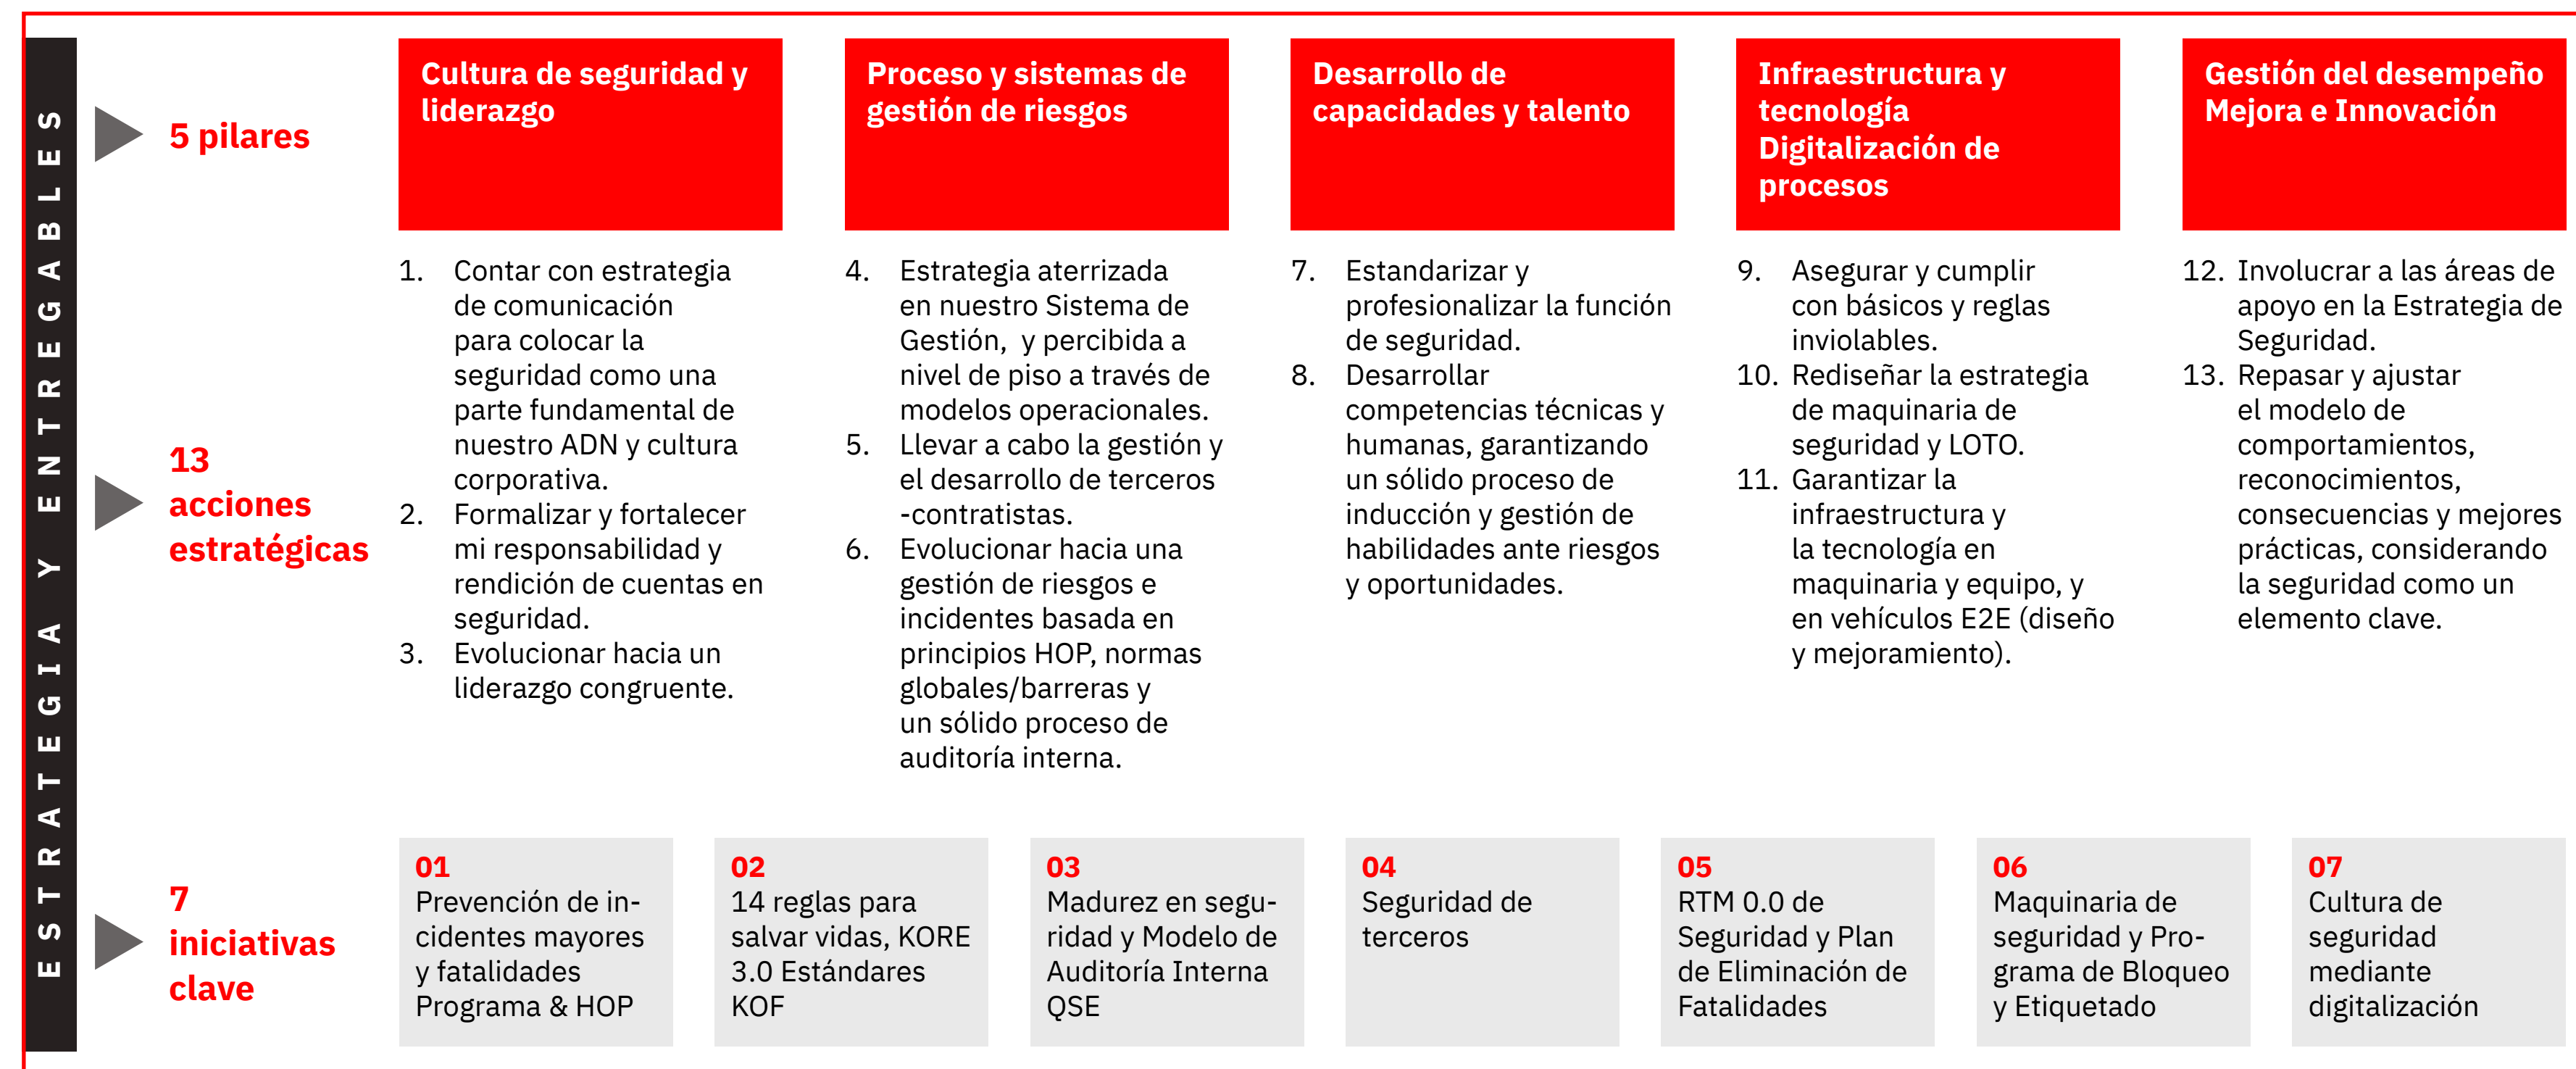 ESTRATEGIA Y ENTREGABLES
5 pilares
Cultura de seguridad y
liderazgo
Proceso y sistemas de
gestión de riesgos
Desarrollo de
capacidades y talento
Infraestructura y
tecnología
Digitalización de
procesos
Gestión del desempeño
Mejora e Innovación
13
acciones
estratégicas
1. Contar con estrategia
de comunicación
para colocar la
seguridad como una
parte fundamental de
nuestro ADN y cultura
corporativa.
2. Formalizar y fortalecer
mi responsabilidad y
rendición de cuentas en
seguridad.
3. Evolucionar hacia un
liderazgo congruente.
4. Estrategia aterrizada
en nuestro Sistema de
Gestión, y percibida a
nivel de piso a través de
modelos operacionales.
5. Llevar a cabo la gestión y
el desarrollo de terceros
-contratistas.
6. Evolucionar hacia una
gestión de riesgos e
incidentes basada en
principios HOP, normas
globales/barreras y
un sólido proceso de
auditoría interna.
7. Estandarizar y
profesionalizar la función
de seguridad.
8. Desarrollar
competencias técnicas y
humanas, garantizando
un sólido proceso de
inducción y gestión de
habilidades ante riesgos
y oportunidades.
9. Asegurar y cumplir
con básicos y reglas
inviolables.
10. Rediseñar la estrategia
de maquinaria de
seguridad y LOTO.
11. Garantizar la
infraestructura y
la tecnología en
maquinaria y equipo, y
en vehículos E2E (diseño
y mejoramiento).
12. Involucrar a las áreas de
apoyo en la Estrategia de
Seguridad.
13. Repasar y ajustar
el modelo de
comportamientos,
reconocimientos,
consecuencias y mejores
prácticas, considerando
la seguridad como un
elemento clave.
7
iniciativas
clave
01
Prevención de in-
cidentes mayores
y fatalidades
Programa & HOP
02
14 reglas para
salvar vidas, KORE
3.0 Estándares
KOF
03
Madurez en segu-
ridad y Modelo de
Auditoría Interna
QSE
04
Seguridad de
terceros
05
RTM 0.0 de
Seguridad y Plan
de Eliminación de
Fatalidades
06
Maquinaria de
seguridad y Pro-
grama de Bloqueo
y Etiquetado
07
Cultura de
seguridad
mediante
digitalización